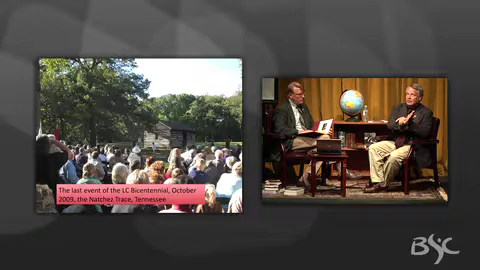 The last event of the LC Bicentennial, October
2009, the Natchez Trace, Tennessee
BSC